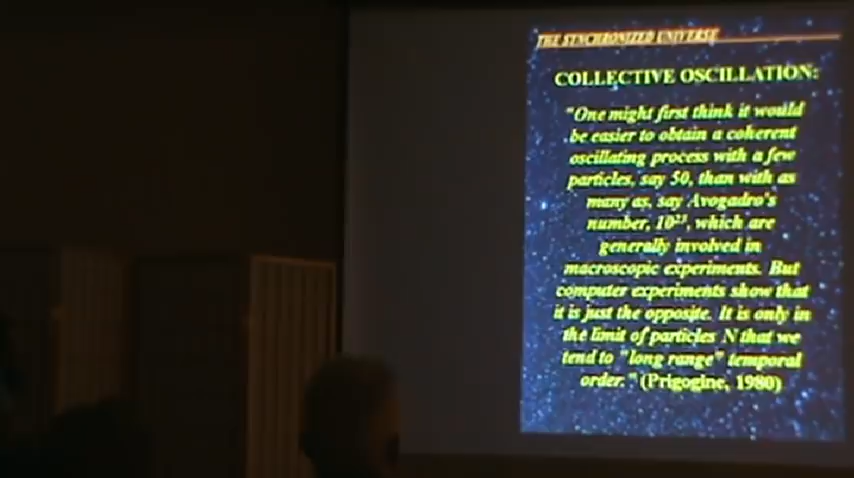 THE SYNCHRONIZED UNIVERSE
COLLECTIVE OSCILLATION:
"One might first think it would
be easier to obtain a coherent
oscillating process with a few
particles, say 50, than with as
many as, say Avogadro's
number, 10²³, which are
generally involved in
macroscopic experiments. But
computer experiments show that
it is just the opposite. It is only in
the limit of particles N that we
tend to "long range" temporal
order." (Prigogine, 1980)